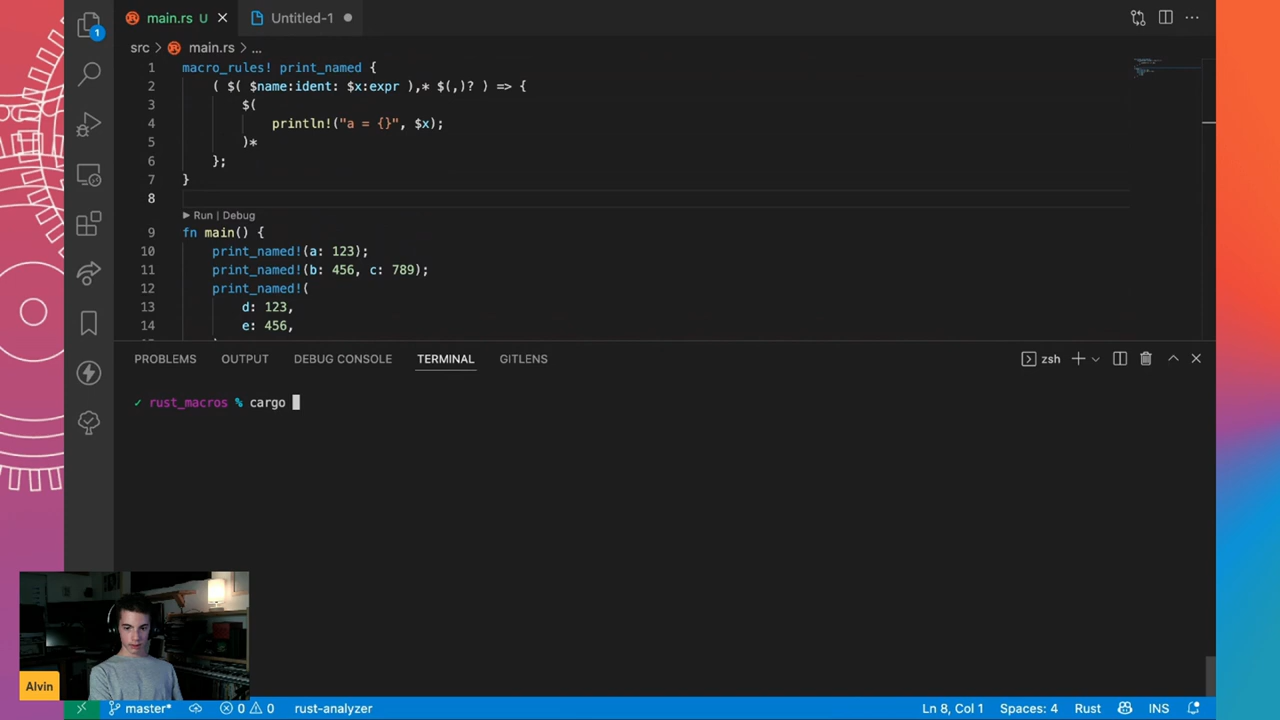 main.rs U
Untitled-1
1
src > main.rs > ...
1 macro_rules! print_named {
2 ( $( $name:ident: $x:expr ),* $(,)? ) => {
3 $(
4 println!("a = {}", $x);
5 )*
6 };
7 }
8
Run | Debug
9 fn main() {
10 print_named!(a: 123);
11 print_named!(b: 456, c: 789);
12 print_named!(
13 d: 123,
14 e: 456,
PROBLEMS OUTPUT DEBUG CONSOLE TERMINAL GITLENS
zsh
✓ rust_macros % cargo
Alvin
master* 0 0 rust-analyzer Ln 8, Col 1 Spaces: 4 Rust INS